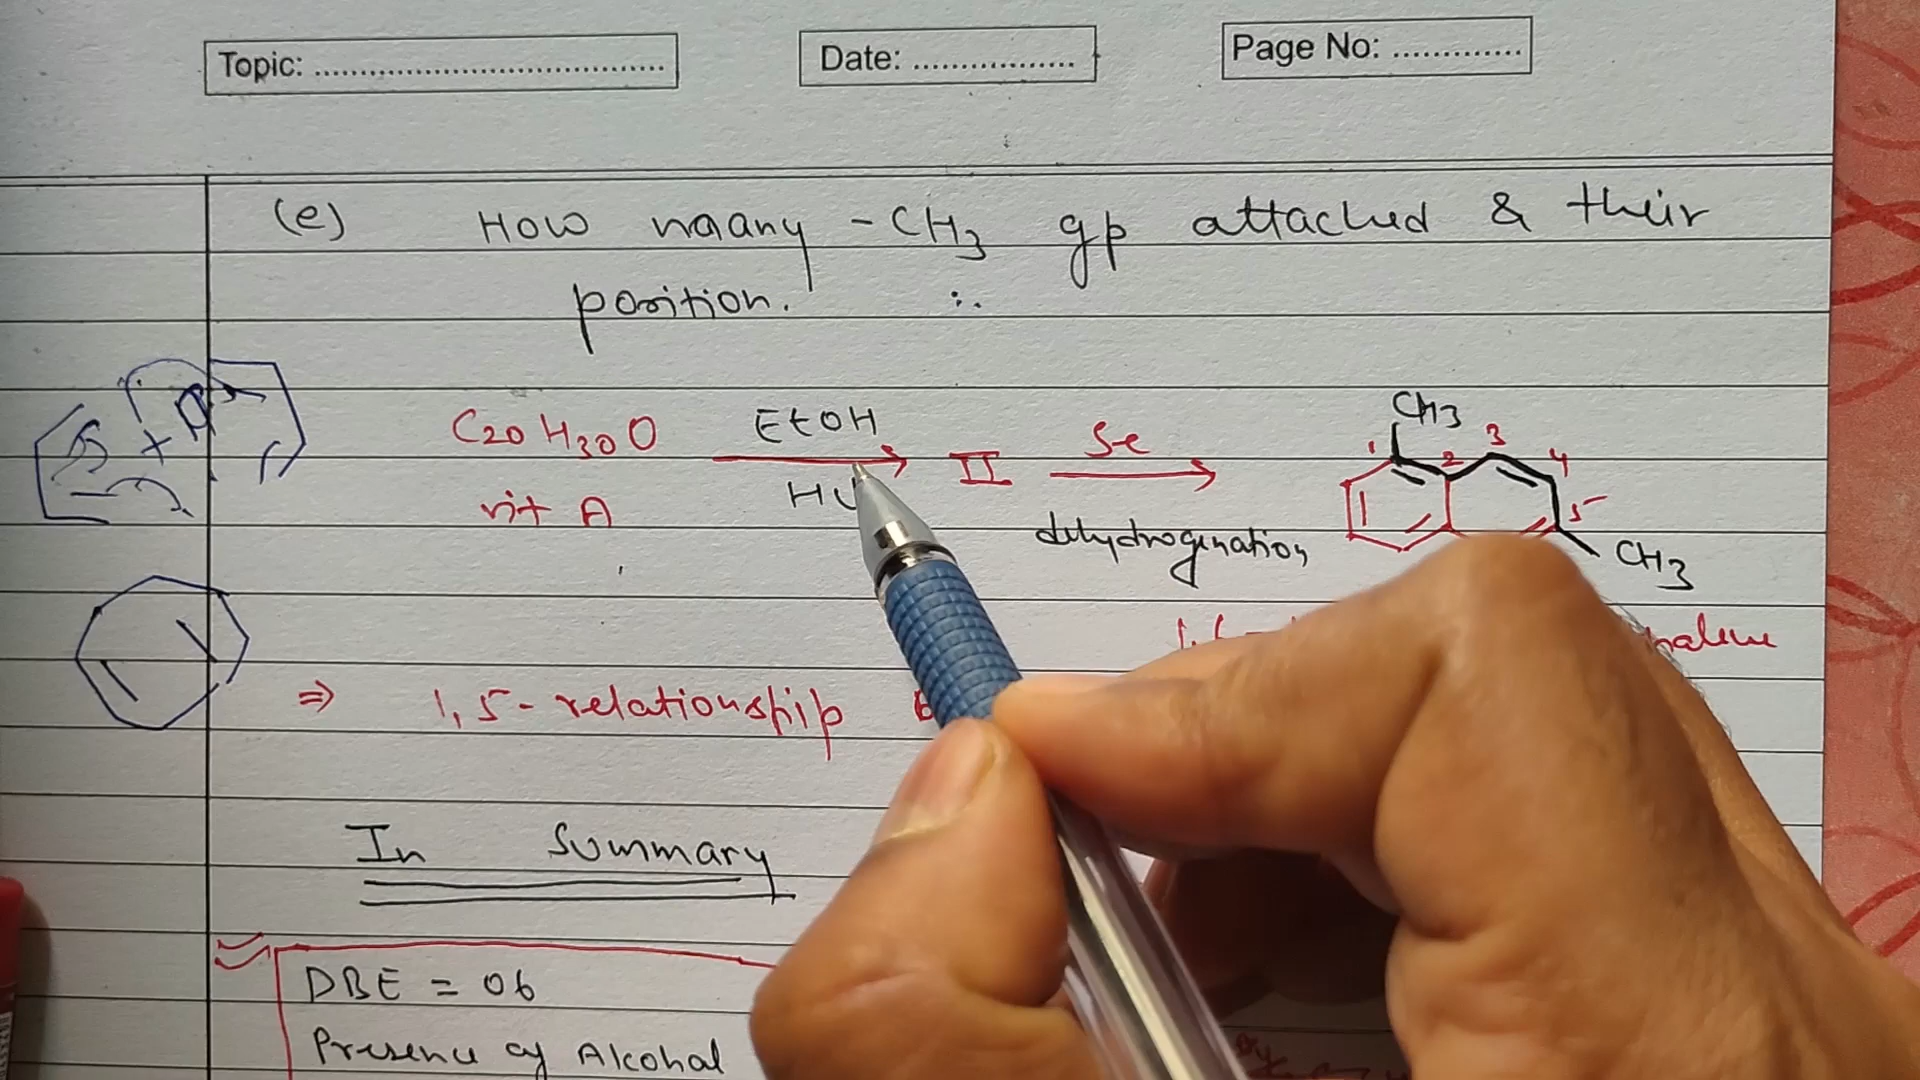 Topic: ....................................
Date: .................
Page No: .............
(e) How many -CH3 gp attached & their
position. :.
C20H30O EtOH II Se CH3
vit A dehydrogenation
1 2 3 4 5
CH3
⇒ 1,5- relationship
In Summary
DBE = 06
Presence of Alcohol